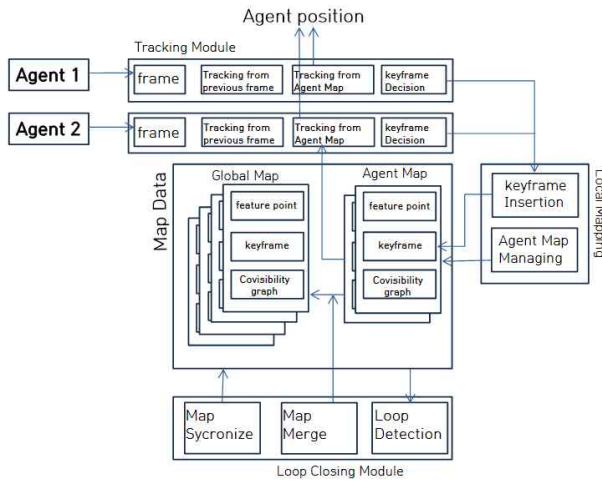 Agent position
Tracking Module
Agent 1
frame
Tracking from
previous frame
Tracking from
Agent Map
keyframe
Decision
Agent 2
frame
Tracking from
previous frame
Tracking from
Agent Map
keyframe
Decision
Map Data
Global Map
feature point
keyframe
Covisibility
graph
Agent Map
feature point
keyframe
Covisibility
graph
Local Mapping
keyframe
Insertion
Agent Map
Managing
Map
Sycronize
Map
Merge
Loop
Detection
Loop Closing Module